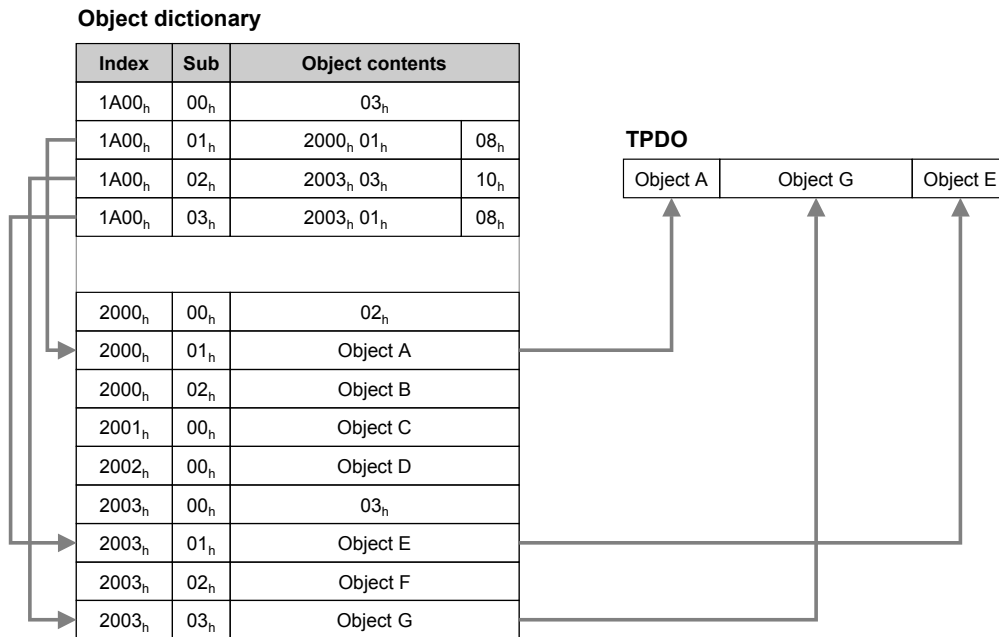 Object dictionary
Index Sub Object contents
1A00h 00h 03h
1A00h 01h 2000h 01h 08h
1A00h 02h 2003h 03h 10h
1A00h 03h 2003h 01h 08h
TPDO
Object A Object G Object E
2000h 00h 02h
2000h 01h Object A
2000h 02h Object B
2001h 00h Object C
2002h 00h Object D
2003h 00h 03h
2003h 01h Object E
2003h 02h Object F
2003h 03h Object G